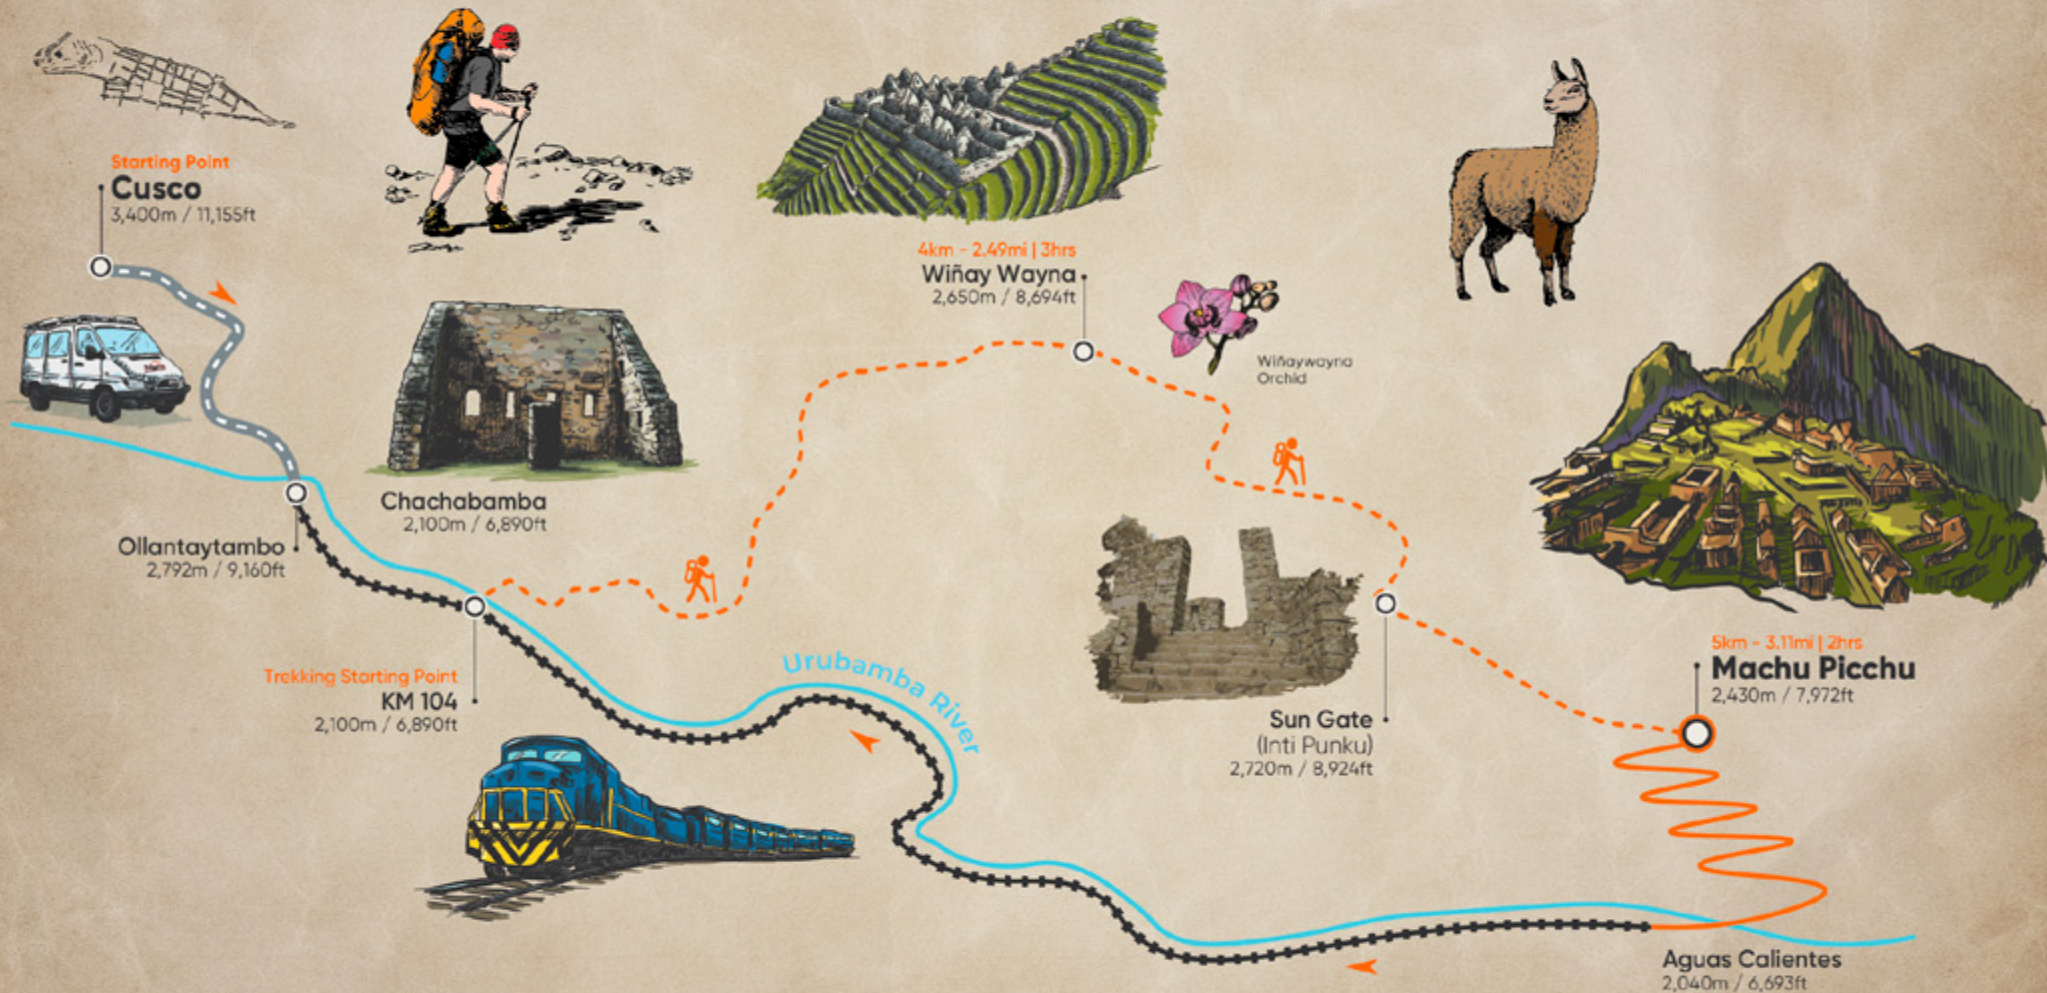 Starting Point
Cusco
3,400m / 11,155ft
4km - 2.49mi | 3hrs
Wiñay Wayna
2,650m / 8,694ft
Wiñaywayna
Orchid
Chachabamba
2,100m / 6,890ft
Ollantaytambo
2,792m / 9,160ft
Trekking Starting Point
KM 104
2,100m / 6,890ft
Urubamba River
Sun Gate
(Inti Punku)
2,720m / 8,924ft
5km - 3.11mi | 2hrs
Machu Picchu
2,430m / 7,972ft
Aguas Calientes
2,040m / 6,693ft